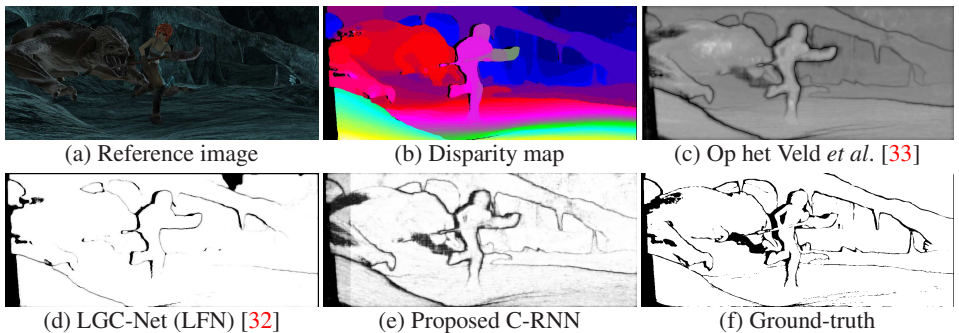 (a) Reference image
(b) Disparity map
(c) Op het Veld et al. [33]
(d) LGC-Net (LFN) [32]
(e) Proposed C-RNN
(f) Ground-truth